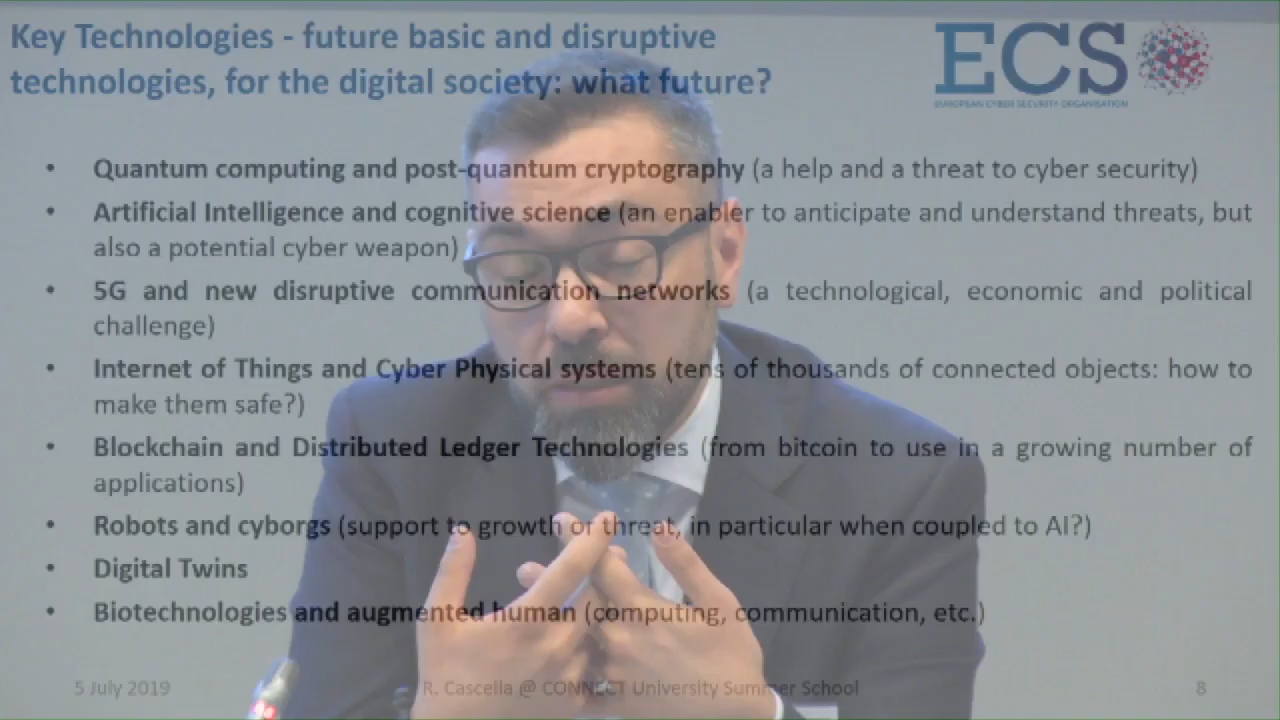 Key Technologies - future basic and disruptive
technologies, for the digital society: what future?
ECS
EUROPEAN CYBER SECURITY ORGANISATION
• Quantum computing and post-quantum cryptography (a help and a threat to cyber security)
• Artificial Intelligence and cognitive science (an enabler to anticipate and understand threats, but
also a potential cyber weapon)
• 5G and new disruptive communication networks (a technological, economic and political
challenge)
• Internet of Things and Cyber Physical systems (tens of thousands of connected objects: how to
make them safe?)
• Blockchain and Distributed Ledger Technologies (from bitcoin to use in a growing number of
applications)
• Robots and cyborgs (support to growth or threat, in particular when coupled to AI?)
• Digital Twins
• Biotechnologies and augmented human (computing, communication, etc.)
5 July 2019
R. Cascella @ CONNECT University Summer School
8